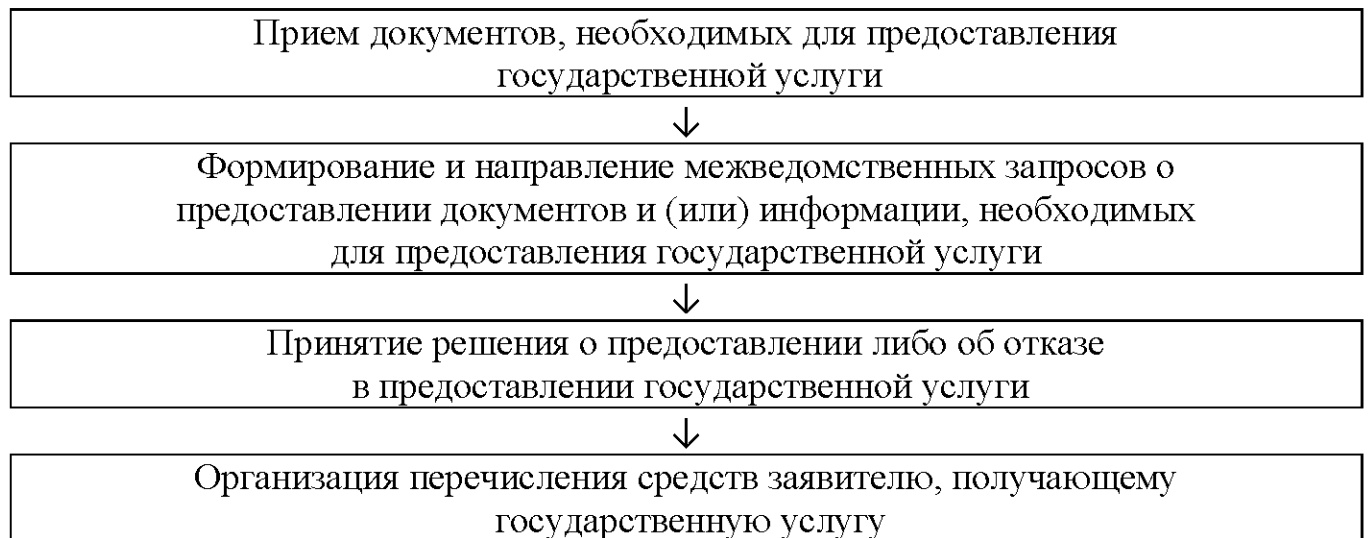 Прием документов, необходимых для предоставления
государственной услуги
↓
Формирование и направление межведомственных запросов о
предоставлении документов и (или) информации, необходимых
для предоставления государственной услуги
↓
Принятие решения о предоставлении либо об отказе
в предоставлении государственной услуги
↓
Организация перечисления средств заявителю, получающему
государственную услугу